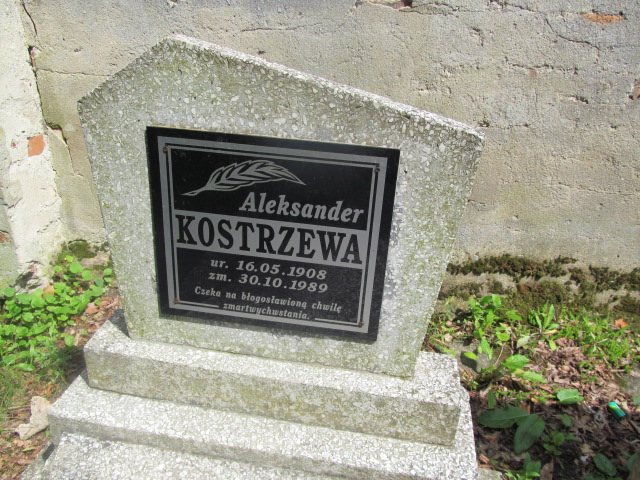 Aleksander
KOSTRZEWA
ur. 16.05.1908
zm. 30.10.1989
Czeka na błogosławioną chwilę
zmartwychwstania.